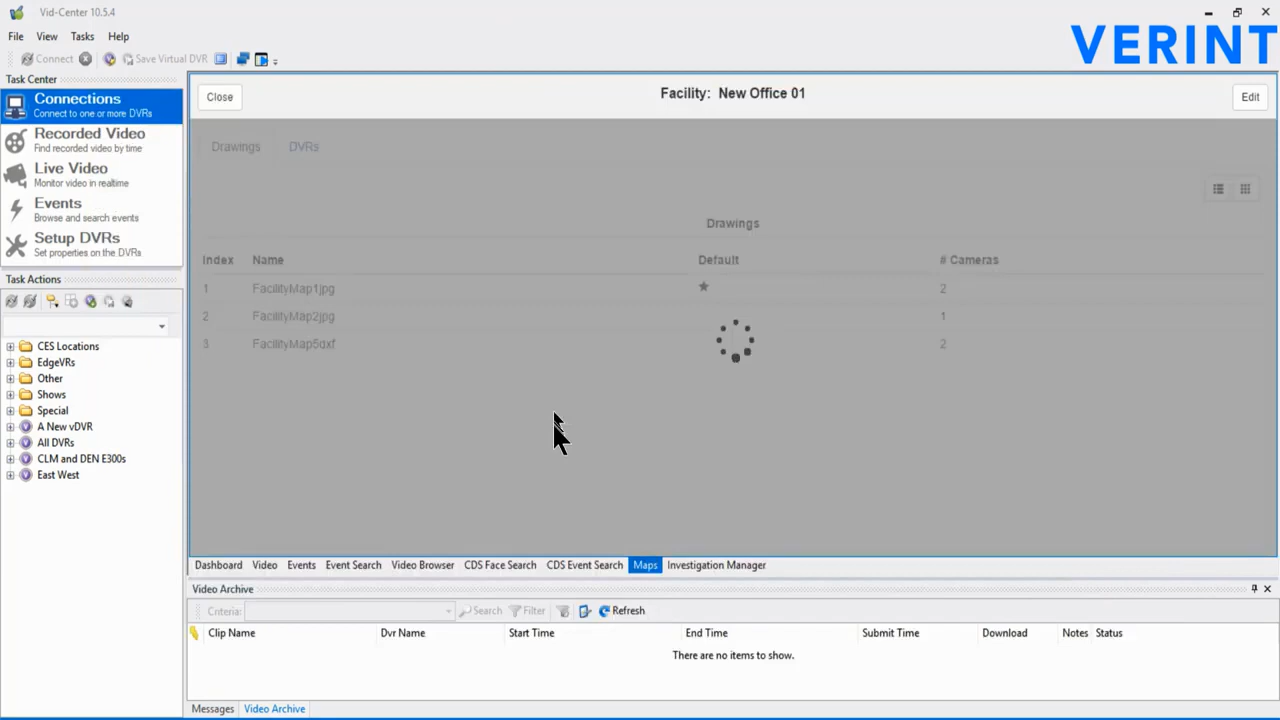 Vid-Center 10.5.4
File View Tasks Help
VERINT
Connect Save Virtual DVR
Task Center
Connections
Connect to one or more DVRs
Recorded Video
Find recorded video by time
Live Video
Monitor video in realtime
Events
Browse and search events
Setup DVRs
Set properties on the DVRs
Task Actions
CES Locations
EdgeVRs
Other
Shows
Special
A New vDVR
All DVRs
CLM and DEN E300s
East West
Close Facility: New Office 01 Edit
Drawings DVRs
Drawings
Index Name Default # Cameras
1 FacilityMap1jpg ★ 2
2 FacilityMap2jpg 1
3 FacilityMap5dxf 2
Dashboard Video Events Event Search Video Browser CDS Face Search CDS Event Search Maps Investigation Manager
Video Archive
Criteria: Search Filter Refresh
Clip Name Dvr Name Start Time End Time Submit Time Download Notes Status
There are no items to show.
Messages Video Archive